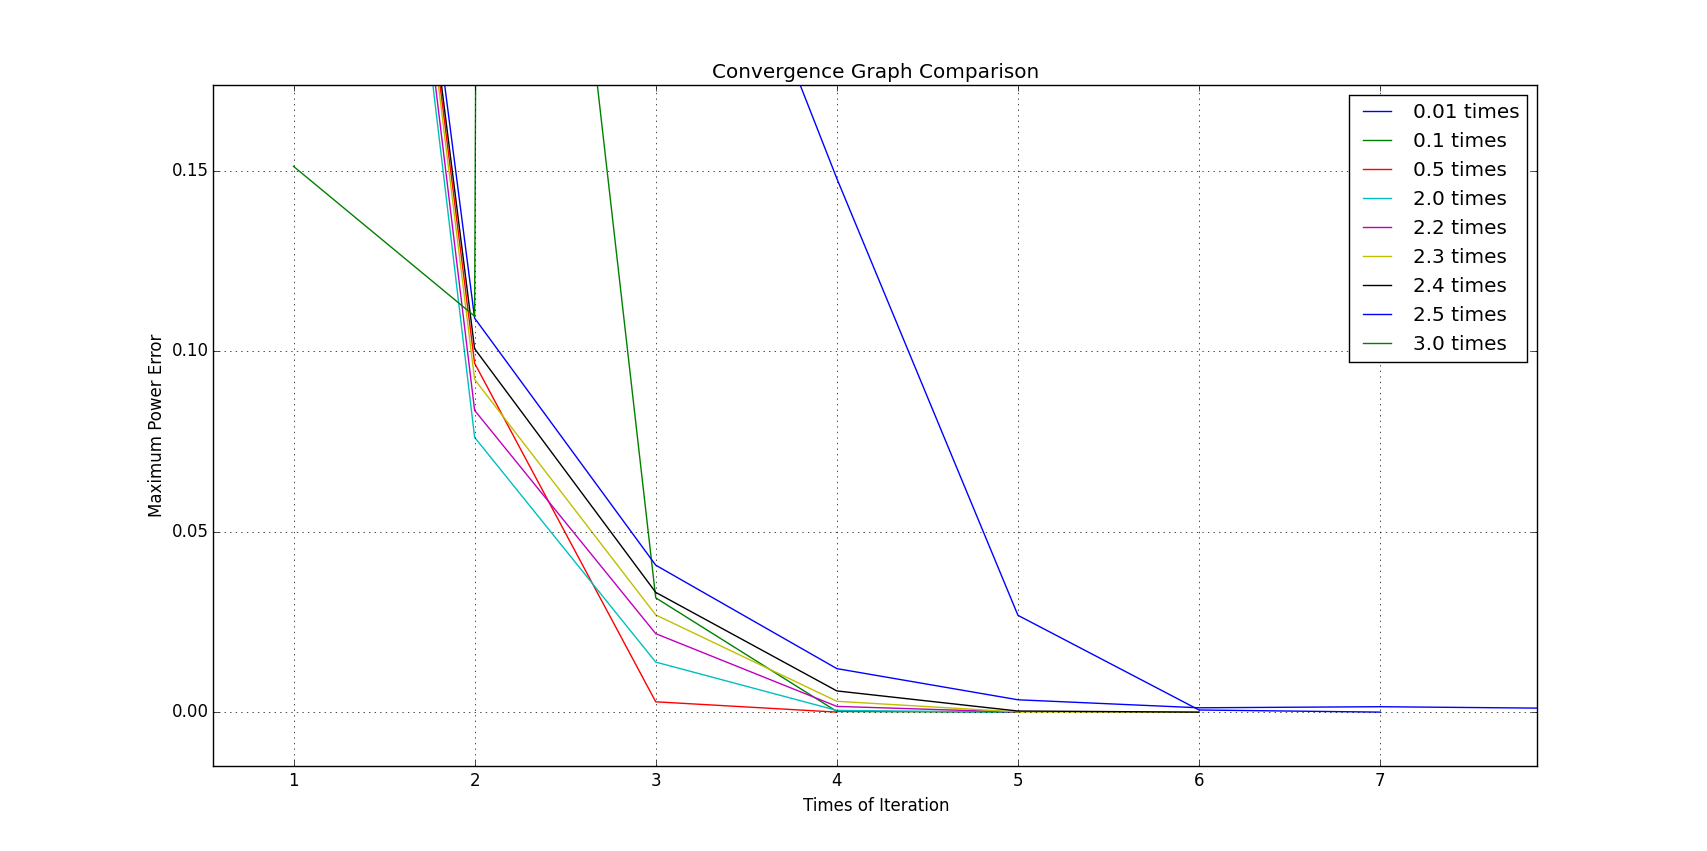 Convergence Graph Comparison
0.01 times
0.1 times
0.5 times
2.0 times
2.2 times
2.3 times
2.4 times
2.5 times
3.0 times
Maximum Power Error
0.15
0.10
0.05
0.00
1 2 3 4 5 6 7
Times of Iteration